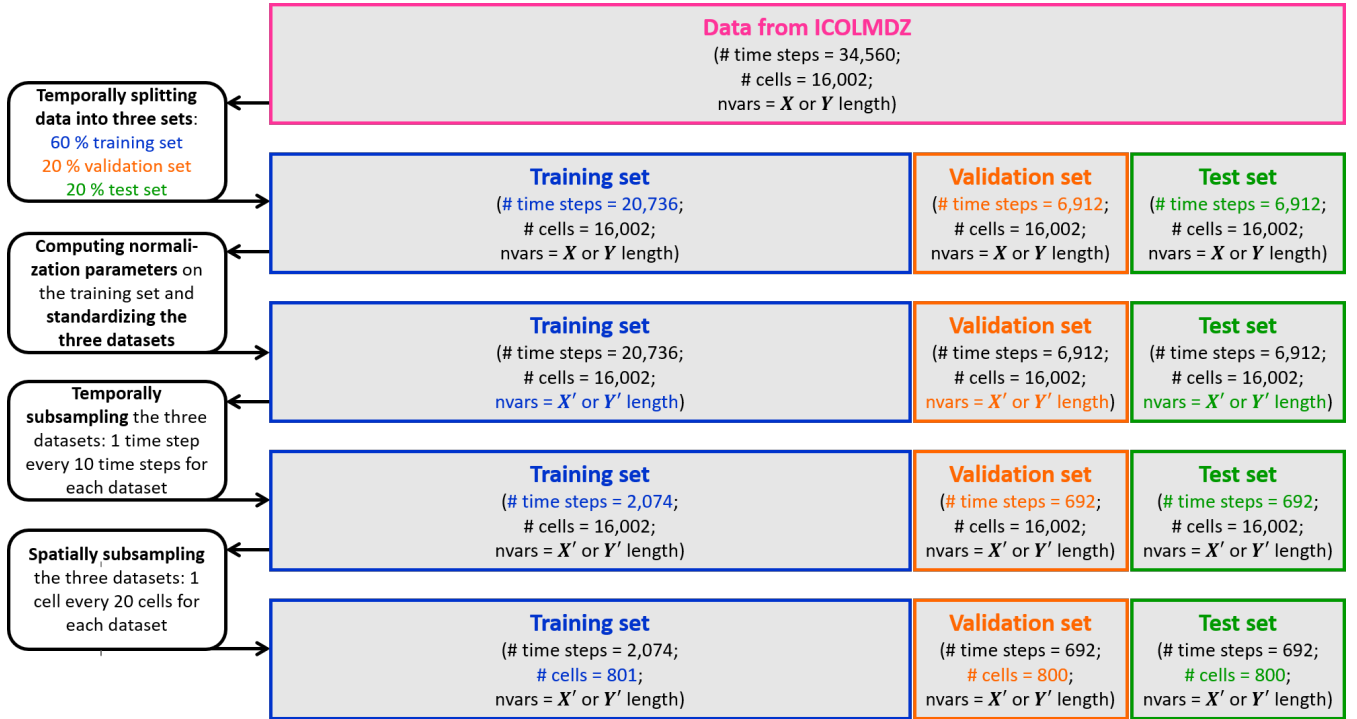 Data from ICOLMDZ
(# time steps = 34,560;
# cells = 16,002;
nvars = X or Y length)
Temporally splitting
data into three sets:
60 % training set
20 % validation set
20 % test set
Training set
(# time steps = 20,736;
# cells = 16,002;
nvars = X or Y length)
Validation set
(# time steps = 6,912;
# cells = 16,002;
nvars = X or Y length)
Test set
(# time steps = 6,912;
# cells = 16,002;
nvars = X or Y length)
Computing normali-
zation parameters on
the training set and
standardizing the
three datasets
Training set
(# time steps = 20,736;
# cells = 16,002;
nvars = X′ or Y′ length)
Validation set
(# time steps = 6,912;
# cells = 16,002;
nvars = X′ or Y′ length)
Test set
(# time steps = 6,912;
# cells = 16,002;
nvars = X′ or Y′ length)
Temporally
subsampling the three
datasets: 1 time step
every 10 time steps for
each dataset
Training set
(# time steps = 2,074;
# cells = 16,002;
nvars = X′ or Y′ length)
Validation set
(# time steps = 692;
# cells = 16,002;
nvars = X′ or Y′ length)
Test set
(# time steps = 692;
# cells = 16,002;
nvars = X′ or Y′ length)
Spatially subsampling
the three datasets: 1
cell every 20 cells for
each dataset
Training set
(# time steps = 2,074;
# cells = 801;
nvars = X′ or Y′ length)
Validation set
(# time steps = 692;
# cells = 800;
nvars = X′ or Y′ length)
Test set
(# time steps = 692;
# cells = 800;
nvars = X′ or Y′ length)